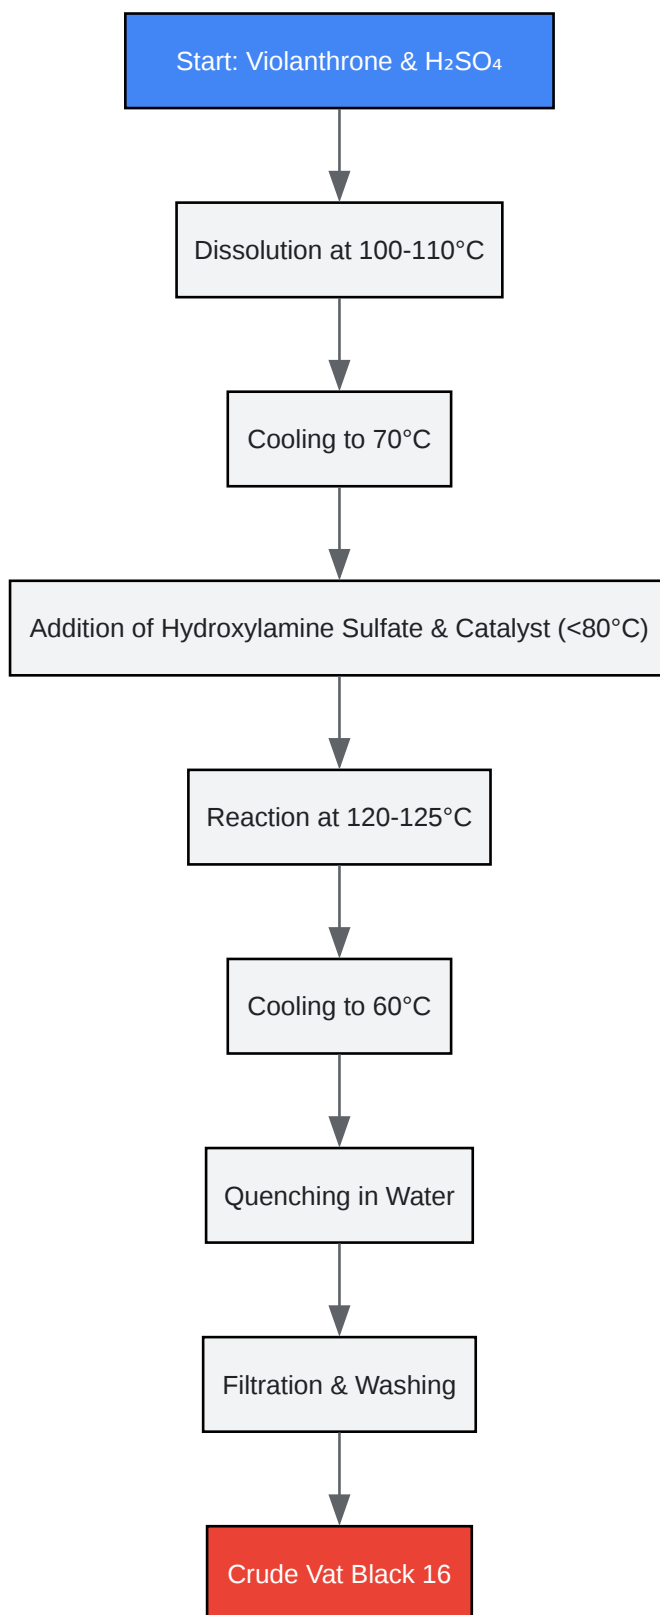 Start: Violanthrone & H₂SO₄
Dissolution at 100-110°C
Cooling to 70°C
Addition of Hydroxylamine Sulfate & Catalyst (<80°C)
Reaction at 120-125°C
Cooling to 60°C
Quenching in Water
Filtration & Washing
Crude Vat Black 16